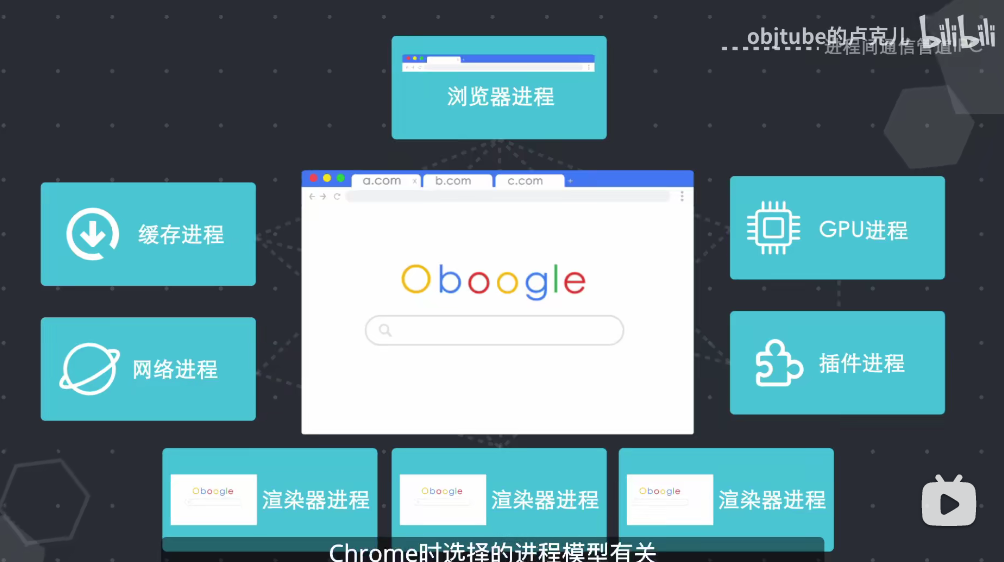 objtube的卢克儿 bilibili
进程间通信管道IPC
浏览器进程
a.com × b.com c.com +
缓存进程
GPU进程
Oboogle
网络进程
插件进程
Oboogle 渲染器进程
Oboogle 渲染器进程
Oboogle 渲染器进程
Chrome时选择的进程模型有关